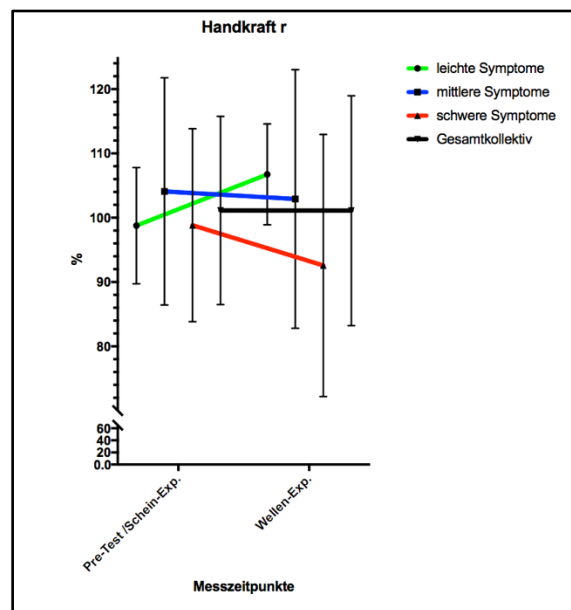 Handkraft r
leichte Symptome
mittlere Symptome
schwere Symptome
Gesamtkollektiv
120
110
100
90
80
60
40
20
0.0
%
Pre-Test /Schein-Exp.
Wellen-Exp.
Messzeitpunkte